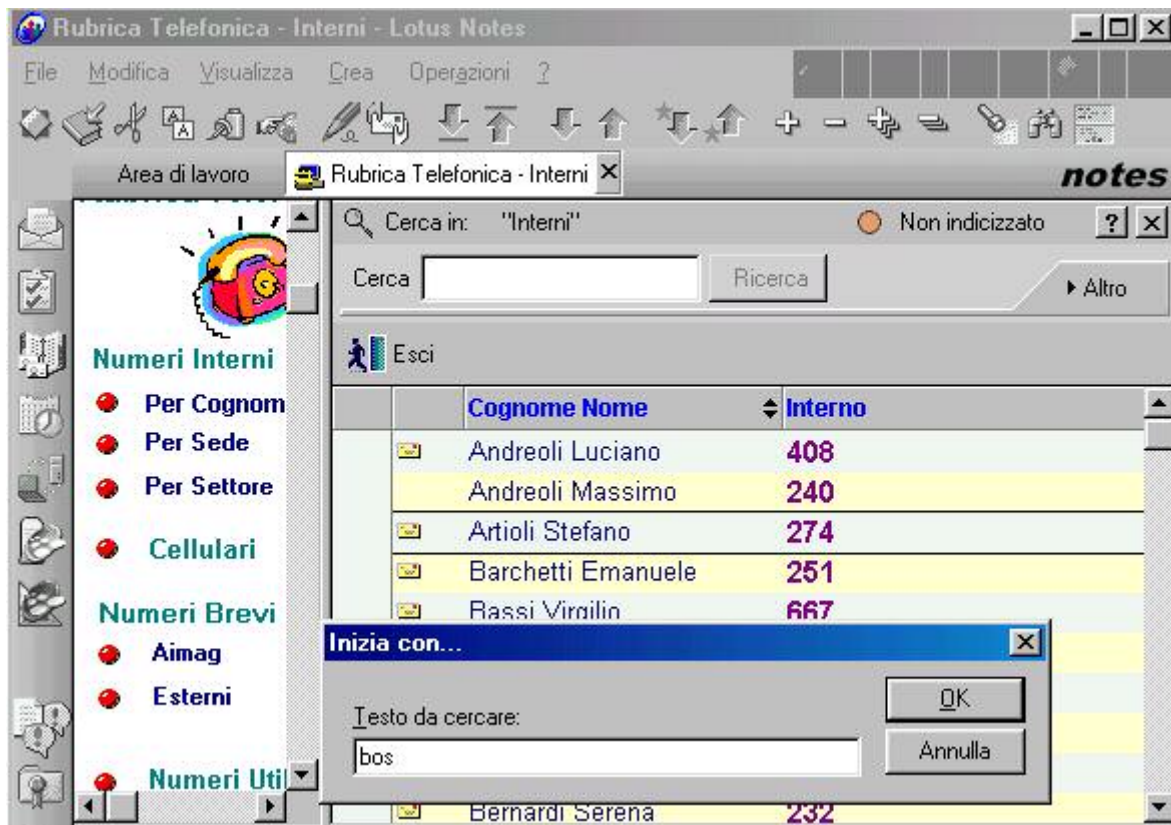 Rubrica Telefonica - Interni - Lotus Notes
File Modifica Visualizza Crea Operazioni ?
Area di lavoro Rubrica Telefonica - Interni notes
Cerca in: "Interni" Non indicizzato ?
Cerca Ricerca Altro
Esci
Numeri Interni
Per Cognom
Per Sede
Per Settore
Cellulari
Numeri Brevi
Aimag
Esterni
Numeri Util
Cognome Nome Interno
Andreoli Luciano 408
Andreoli Massimo 240
Artioli Stefano 274
Barchetti Emanuele 251
Bassi Virgilio 667
Inizia con...
Testo da cercare:
bos
OK
Annulla
Bernardi Serena 232